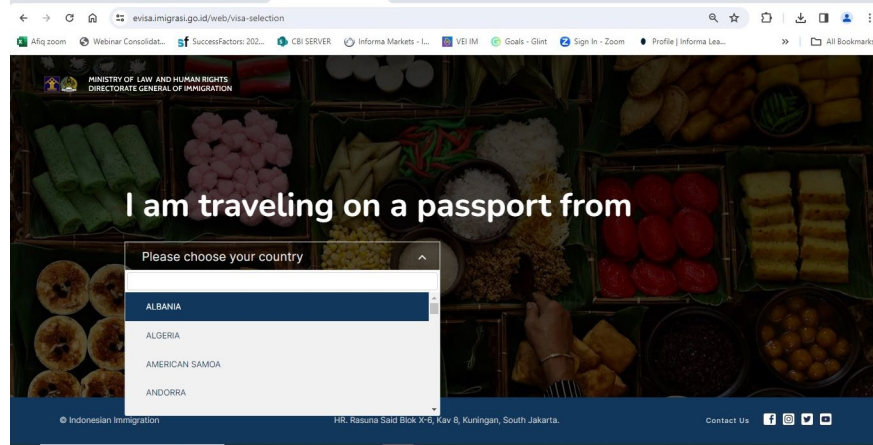 evisa.imigrasi.go.id/web/visa-selection
Afiq zoom Webinar Consolidat... SuccessFactors: 202... CBI SERVER Informa Markets - I... VEI IM Goals - Glint Sign In - Zoom Profile | Informa Lea... » All Bookmarks
MINISTRY OF LAW AND HUMAN RIGHTS
DIRECTORATE GENERAL OF IMMIGRATION
I am traveling on a passport from
Please choose your country
ALBANIA
ALGERIA
AMERICAN SAMOA
ANDORRA
© Indonesian Immigration HR. Rasuna Said Blok X-6, Kav 8, Kuningan, South Jakarta. Contact Us